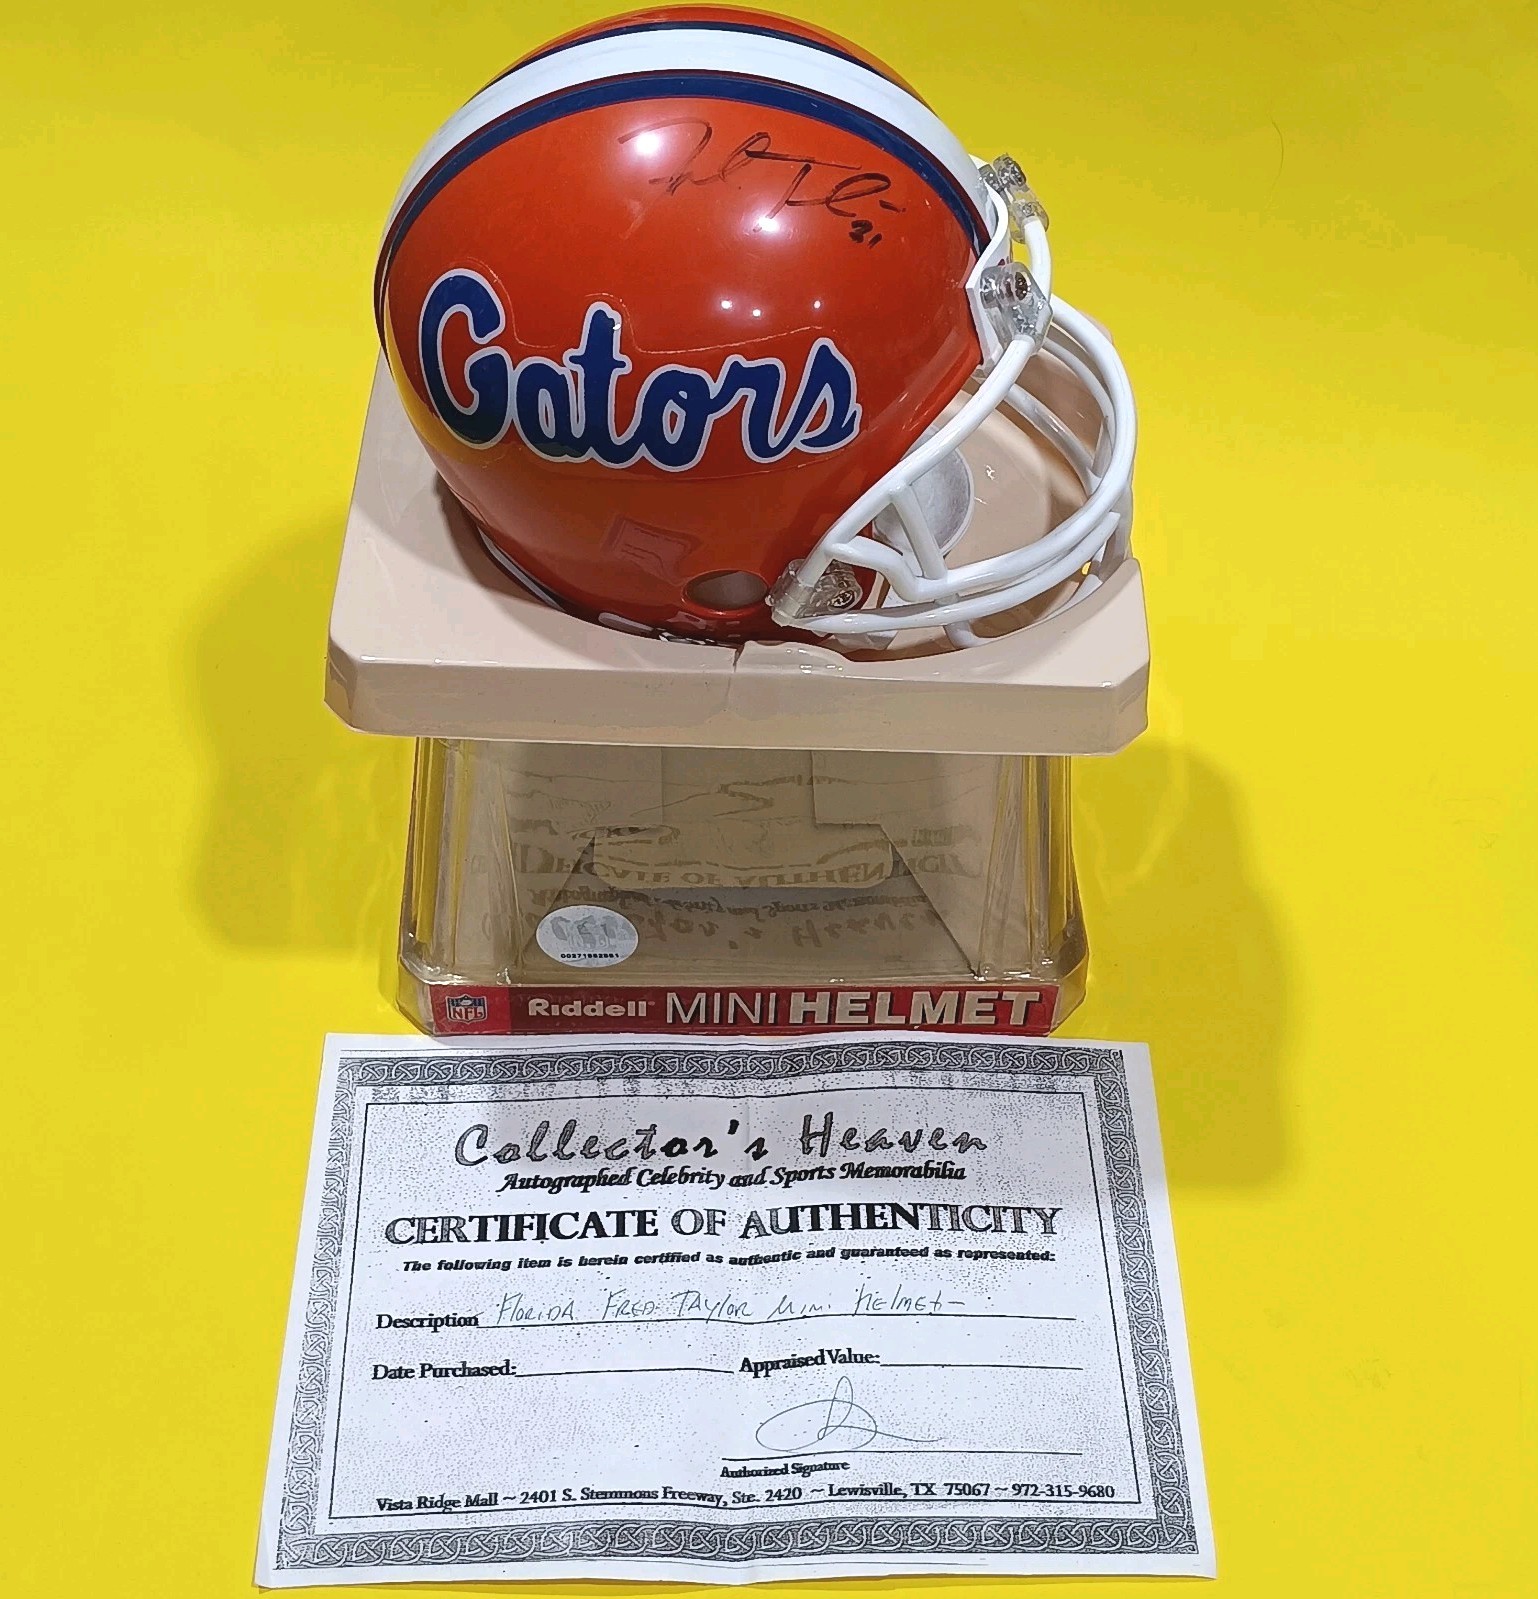 21
Gators
00271982881
NFL
Riddell MINI HELMET
Collector's Heaven
Autographed Celebrity and Sports Memorabilia
CERTIFICATE OF AUTHENTICITY
The following item is herein certified as authentic and guaranteed as represented:
Description FLORIDA FRED TAYLOR MINI HELMET-
Date Purchased: Appraised Value:
Authorized Signature
Vista Ridge Mall ~ 2401 S. Stemmons Freeway, Ste. 2420 ~ Lewisville, TX 75067 ~ 972-315-9680